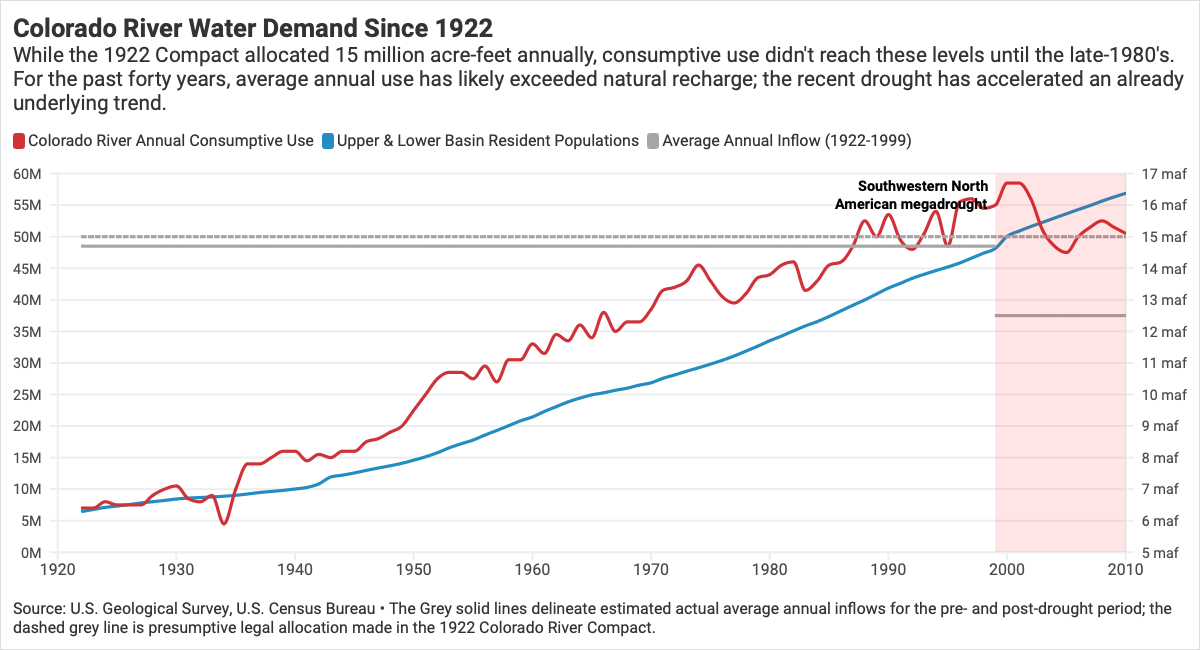 Colorado River Water Demand Since 1922
While the 1922 Compact allocated 15 million acre-feet annually, consumptive use didn't reach these levels until the late-1980's.
For the past forty years, average annual use has likely exceeded natural recharge; the recent drought has accelerated an already
underlying trend.
Colorado River Annual Consumptive Use Upper & Lower Basin Resident Populations Average Annual Inflow (1922-1999)
60M 17 maf
Southwestern North
American megadrought
55M 16 maf
50M 15 maf
45M 14 maf
40M 13 maf
35M 12 maf
30M 11 maf
25M 10 maf
20M 9 maf
15M 8 maf
10M 7 maf
5M 6 maf
0M 5 maf
1920 1930 1940 1950 1960 1970 1980 1990 2000 2010
Source: U.S. Geological Survey, U.S. Census Bureau • The Grey solid lines delineate estimated actual average annual inflows for the pre- and post-drought period; the
dashed grey line is presumptive legal allocation made in the 1922 Colorado River Compact.